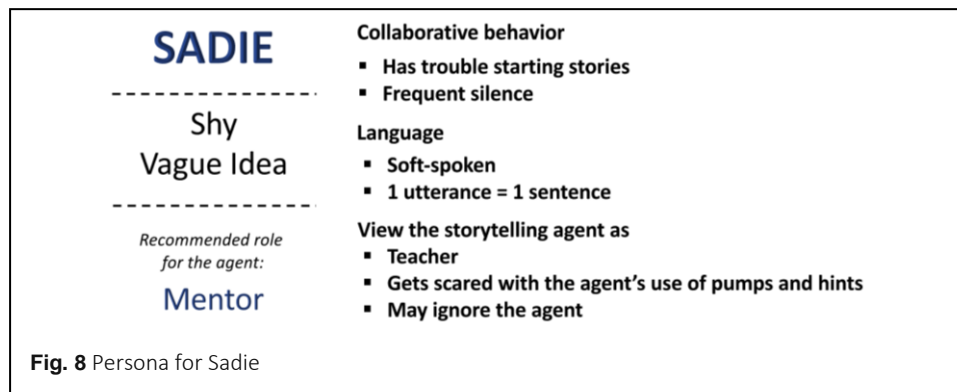 SADIE
Shy
Vague Idea
Recommended role
for the agent:
Mentor
Collaborative behavior
▪ Has trouble starting stories
▪ Frequent silence
Language
▪ Soft-spoken
▪ 1 utterance = 1 sentence
View the storytelling agent as
▪ Teacher
▪ Gets scared with the agent's use of pumps and hints
▪ May ignore the agent
Fig. 8 Persona for Sadie